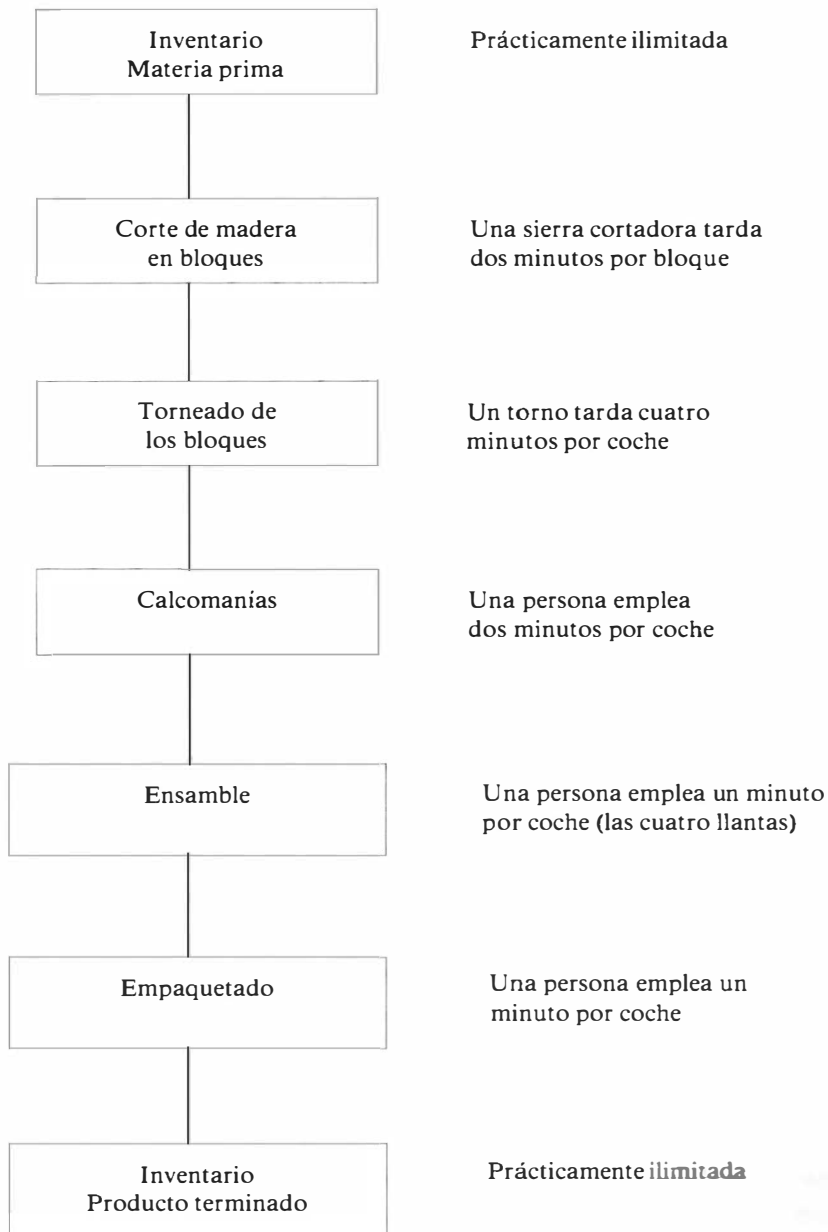 Inventario
Materia prima
Prácticamente ilimitada
Corte de madera
en bloques
Una sierra cortadora tarda
dos minutos por bloque
Torneado de
los bloques
Un torno tarda cuatro
minutos por coche
Calcomanías
Una persona emplea
dos minutos por coche
Ensamble
Una persona emplea un minuto
por coche (las cuatro llantas)
Empaquetado
Una persona emplea un
minuto por coche
Inventario
Producto terminado
Prácticamente ilimitada